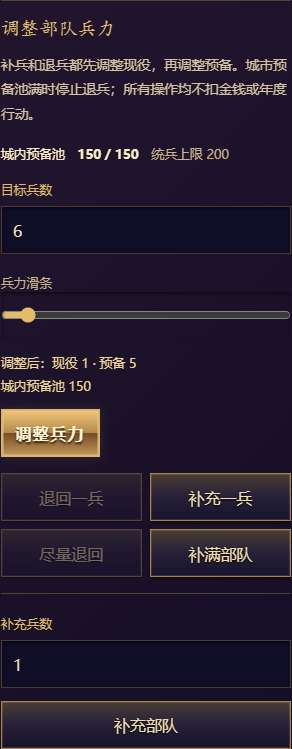 调整部队兵力
补兵和退兵都先调整现役，再调整预备。城市预
备池满时停止退兵；所有操作均不扣金钱或年度
行动。
城内预备池 150 / 150 统兵上限 200
目标兵数
6
兵力滑条
调整后：现役 1 · 预备 5
城内预备池 150
调整兵力
退回一兵 补充一兵
尽量退回 补满部队
补充兵数
1
补充部队